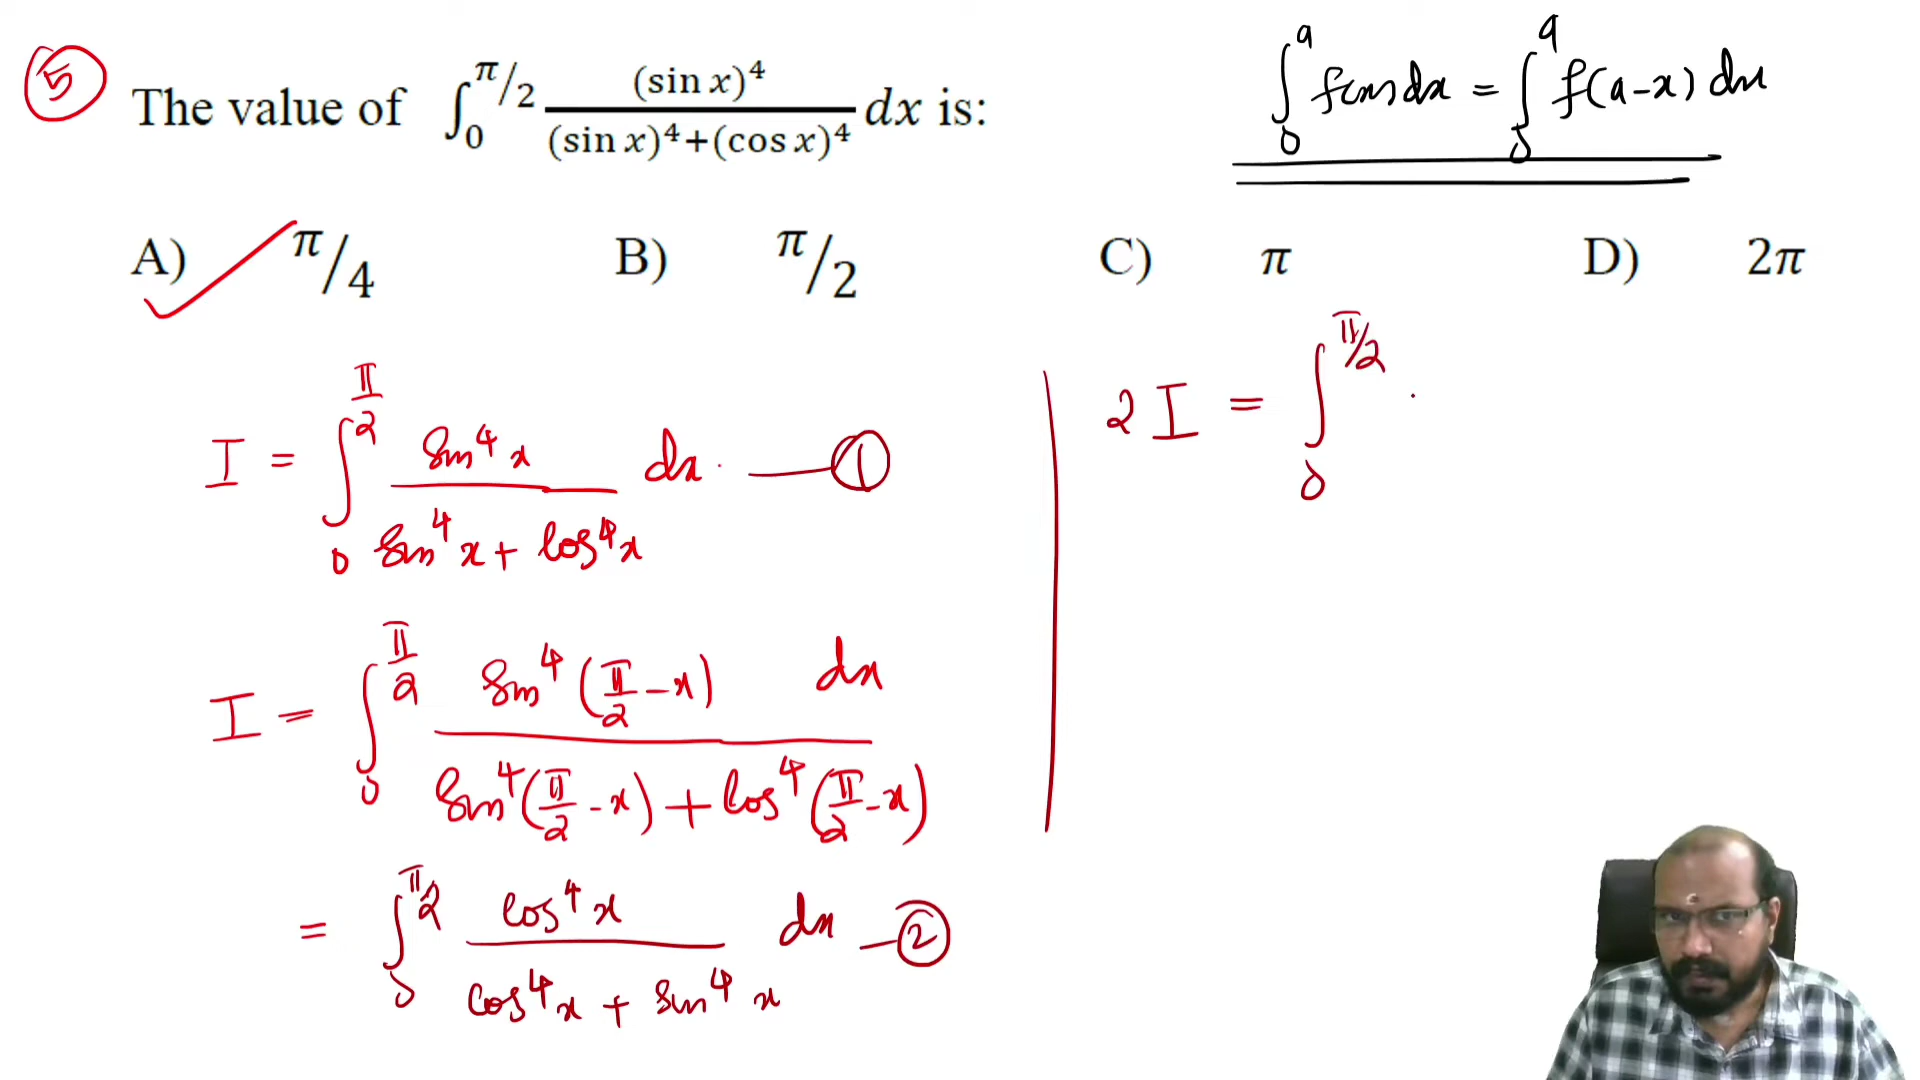 5 The value of ∫₀^{π/2} (sin x)⁴ / ((sin x)⁴+(cos x)⁴) dx is:
∫₀^a f(x) dx = ∫₀^a f(a-x) dx
A) π/4 B) π/2 C) π D) 2π
I = ∫₀^{π/2} sin⁴x / (sin⁴x + cos⁴x) dx. — 1
I = ∫₀^{π/2} sin⁴(π/2 - x) dx / (sin⁴(π/2 - x) + cos⁴(π/2 - x))
= ∫₀^{π/2} cos⁴x / (cos⁴x + sin⁴x) dx — 2
2I = ∫₀^{π/2}